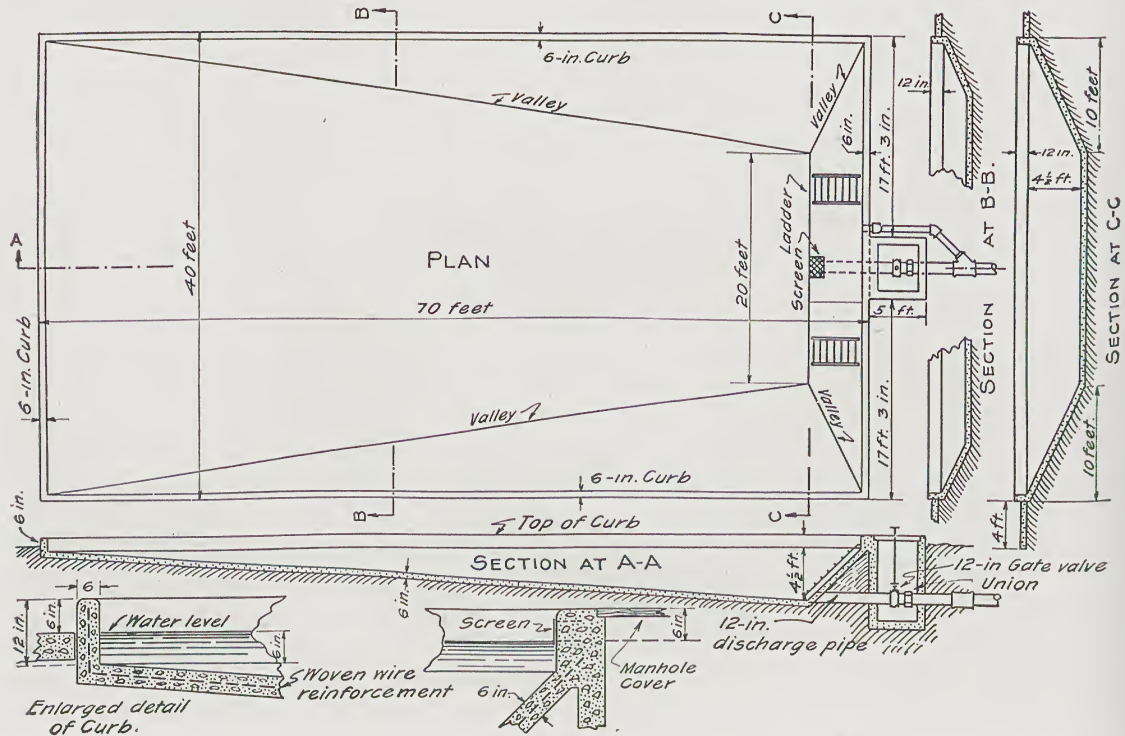 B
C
6-in. Curb
Valley
Valley
6 in.
17 ft. 3 in.
12 in.
10 feet
12 in.
4½ ft.
A
40 feet
PLAN
Ladder
Screen
20 feet
SECTION AT B-B.
SECTION AT C-C
70 feet
5 ft.
6-in. Curb
Valley
Valley
17 ft. 3 in.
10 feet.
6-in. Curb
B
C
4 ft.
6 in.
Top of Curb
SECTION AT A-A
4½ ft.
6 in.
12-in Gate valve
Union
12-in.
discharge pipe
6
12 in.
6 in.
Water level
6 in.
Woven wire
reinforcement
Enlarged detail
of Curb.
Screen
6 in.
6 in.
Manhole
Cover